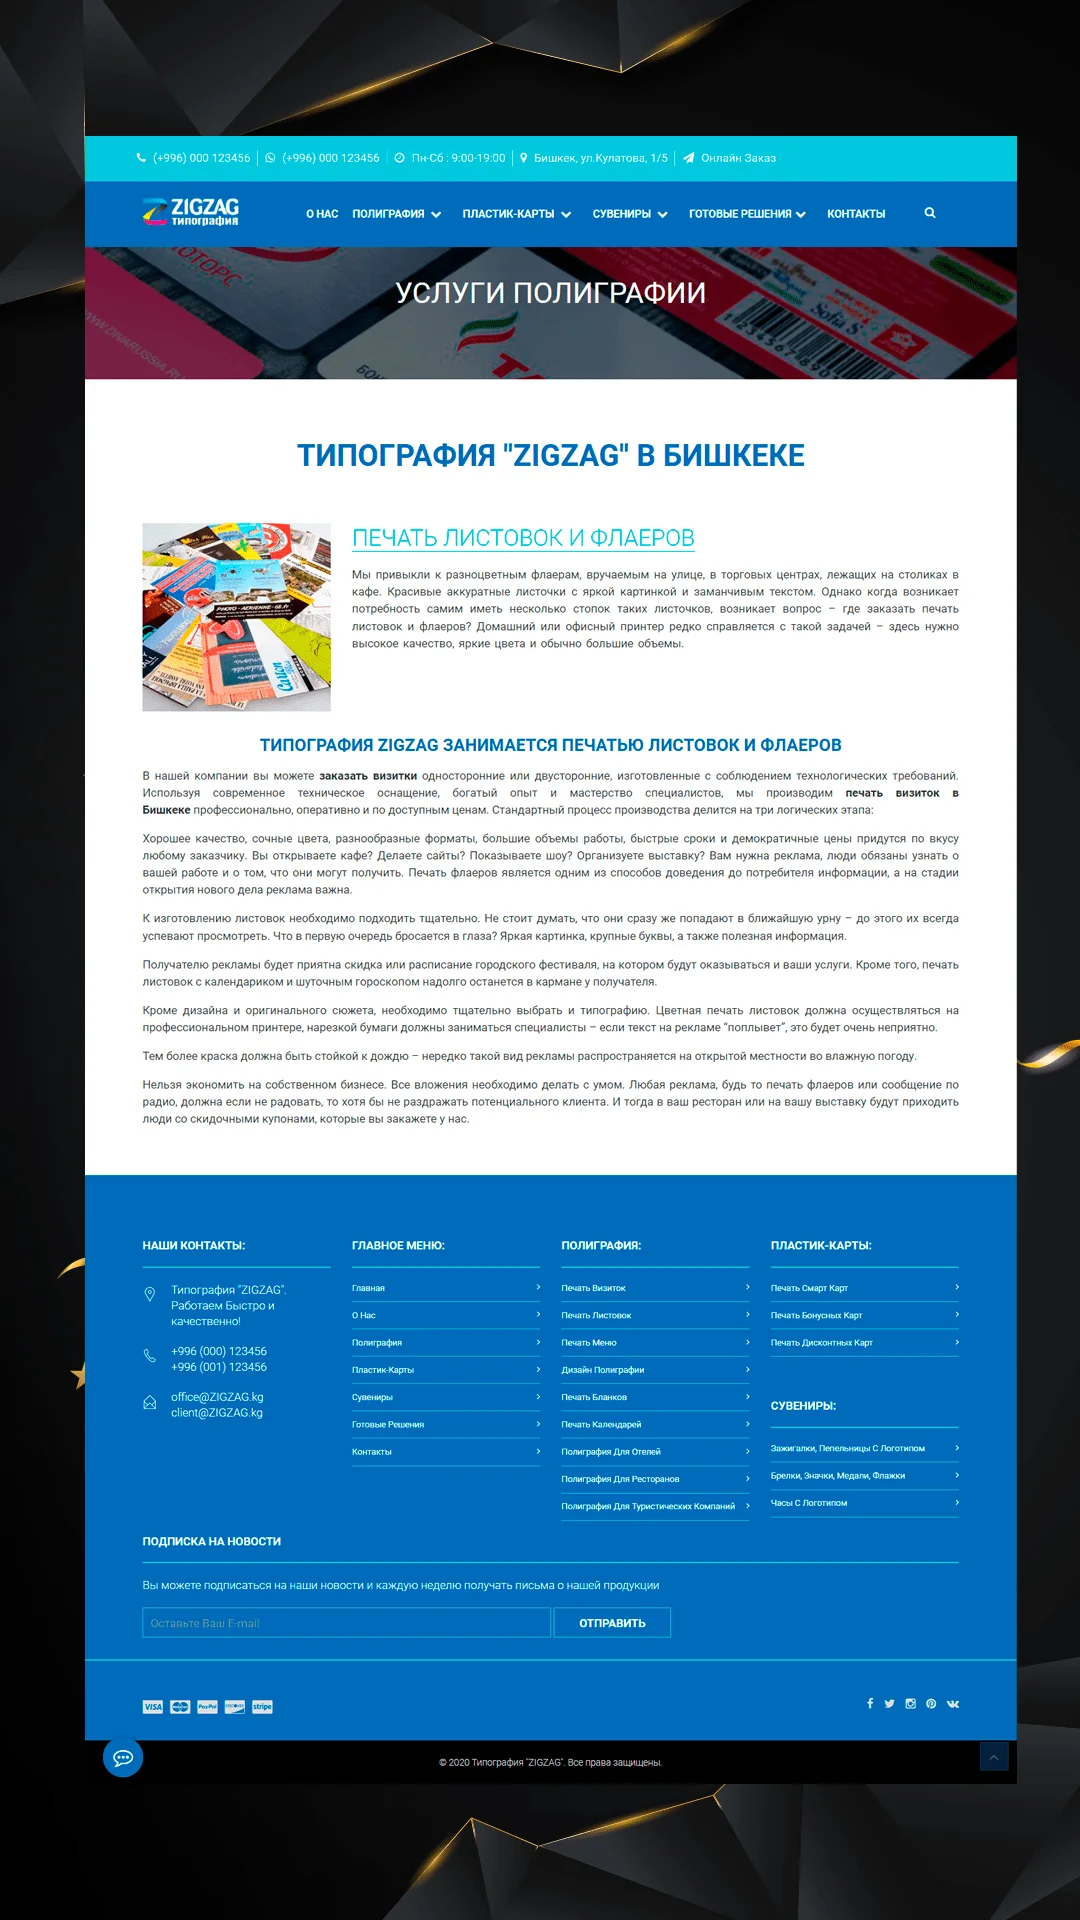 (+996) 000 123456 (+996) 000 123456 Пн-Сб : 9:00-19:00 Бишкек, ул.Кулатова, 1/5 Онлайн Заказ
ZIGZAG
типография
О НАС ПОЛИГРАФИЯ ПЛАСТИК-КАРТЫ СУВЕНИРЫ ГОТОВЫЕ РЕШЕНИЯ КОНТАКТЫ
УСЛУГИ ПОЛИГРАФИИ
ТИПОГРАФИЯ "ZIGZAG" В БИШКЕКЕ
ПЕЧАТЬ ЛИСТОВОК И ФЛАЕРОВ
Мы привыкли к разноцветным флаерам, вручаемым на улице, в торговых центрах, лежащих на столиках в
кафе. Красивые аккуратные листочки с яркой картинкой и заманчивым текстом. Однако когда возникает
потребность самим иметь несколько стопок таких листочков, возникает вопрос – где заказать печать
листовок и флаеров? Домашний или офисный принтер редко справляется с такой задачей – здесь нужно
высокое качество, яркие цвета и обычно большие объемы.
ТИПОГРАФИЯ ZIGZAG ЗАНИМАЕТСЯ ПЕЧАТЬЮ ЛИСТОВОК И ФЛАЕРОВ
В нашей компании вы можете заказать визитки односторонние или двусторонние, изготовленные с соблюдением технологических требований.
Используя современное техническое оснащение, богатый опыт и мастерство специалистов, мы производим печать визиток в
Бишкеке профессионально, оперативно и по доступным ценам. Стандартный процесс производства делится на три логических этапа:
Хорошее качество, сочные цвета, разнообразные форматы, большие объемы работы, быстрые сроки и демократичные цены придутся по вкусу
любому заказчику. Вы открываете кафе? Делаете сайты? Показываете шоу? Организуете выставку? Вам нужна реклама, люди обязаны узнать о
вашей работе и о том, что они могут получить. Печать флаеров является одним из способов доведения до потребителя информации, а на стадии
открытия нового дела реклама важна.
К изготовлению листовок необходимо подходить тщательно. Не стоит думать, что они сразу же попадают в ближайшую урну – до этого их всегда
успевают просмотреть. Что в первую очередь бросается в глаза? Яркая картинка, крупные буквы, а также полезная информация.
Получателю рекламы будет приятна скидка или расписание городского фестиваля, на котором будут оказываться и ваши услуги. Кроме того, печать
листовок с календариком и шуточным гороскопом надолго останется в кармане у получателя.
Кроме дизайна и оригинального сюжета, необходимо тщательно выбрать и типографию. Цветная печать листовок должна осуществляться на
профессиональном принтере, нарезкой бумаги должны заниматься специалисты – если текст на рекламе “поплывет”, это будет очень неприятно.
Тем более краска должна быть стойкой к дождю – нередко такой вид рекламы распространяется на открытой местности во влажную погоду.
Нельзя экономить на собственном бизнесе. Все вложения необходимо делать с умом. Любая реклама, будь то печать флаеров или сообщение по
радио, должна если не радовать, то хотя бы не раздражать потенциального клиента. И тогда в ваш ресторан или на вашу выставку будут приходить
люди со скидочными купонами, которые вы закажете у нас.
НАШИ КОНТАКТЫ:
Типография "ZIGZAG".
Работаем Быстро и
качественно!
+996 (000) 123456
+996 (001) 123456
office@ZIGZAG.kg
client@ZIGZAG.kg
ГЛАВНОЕ МЕНЮ:
Главная
О Нас
Полиграфия
Пластик-Карты
Сувениры
Готовые Решения
Контакты
ПОЛИГРАФИЯ:
Печать Визиток
Печать Листовок
Печать Меню
Дизайн Полиграфии
Печать Бланков
Печать Календарей
Полиграфия Для Отелей
Полиграфия Для Ресторанов
Полиграфия Для Туристических Компаний
ПЛАСТИК-КАРТЫ:
Печать Смарт Карт
Печать Бонусных Карт
Печать Дисконтных Карт
СУВЕНИРЫ:
Зажигалки, Пепельницы С Логотипом
Брелки, Значки, Медали, Флажки
Часы С Логотипом
ПОДПИСКА НА НОВОСТИ
Вы можете подписаться на наши новости и каждую неделю получать письма о нашей продукции
Оставьте Ваш E-mail
ОТПРАВИТЬ
VISA PayPal stripe
© 2020 Типография "ZIGZAG". Все права защищены.